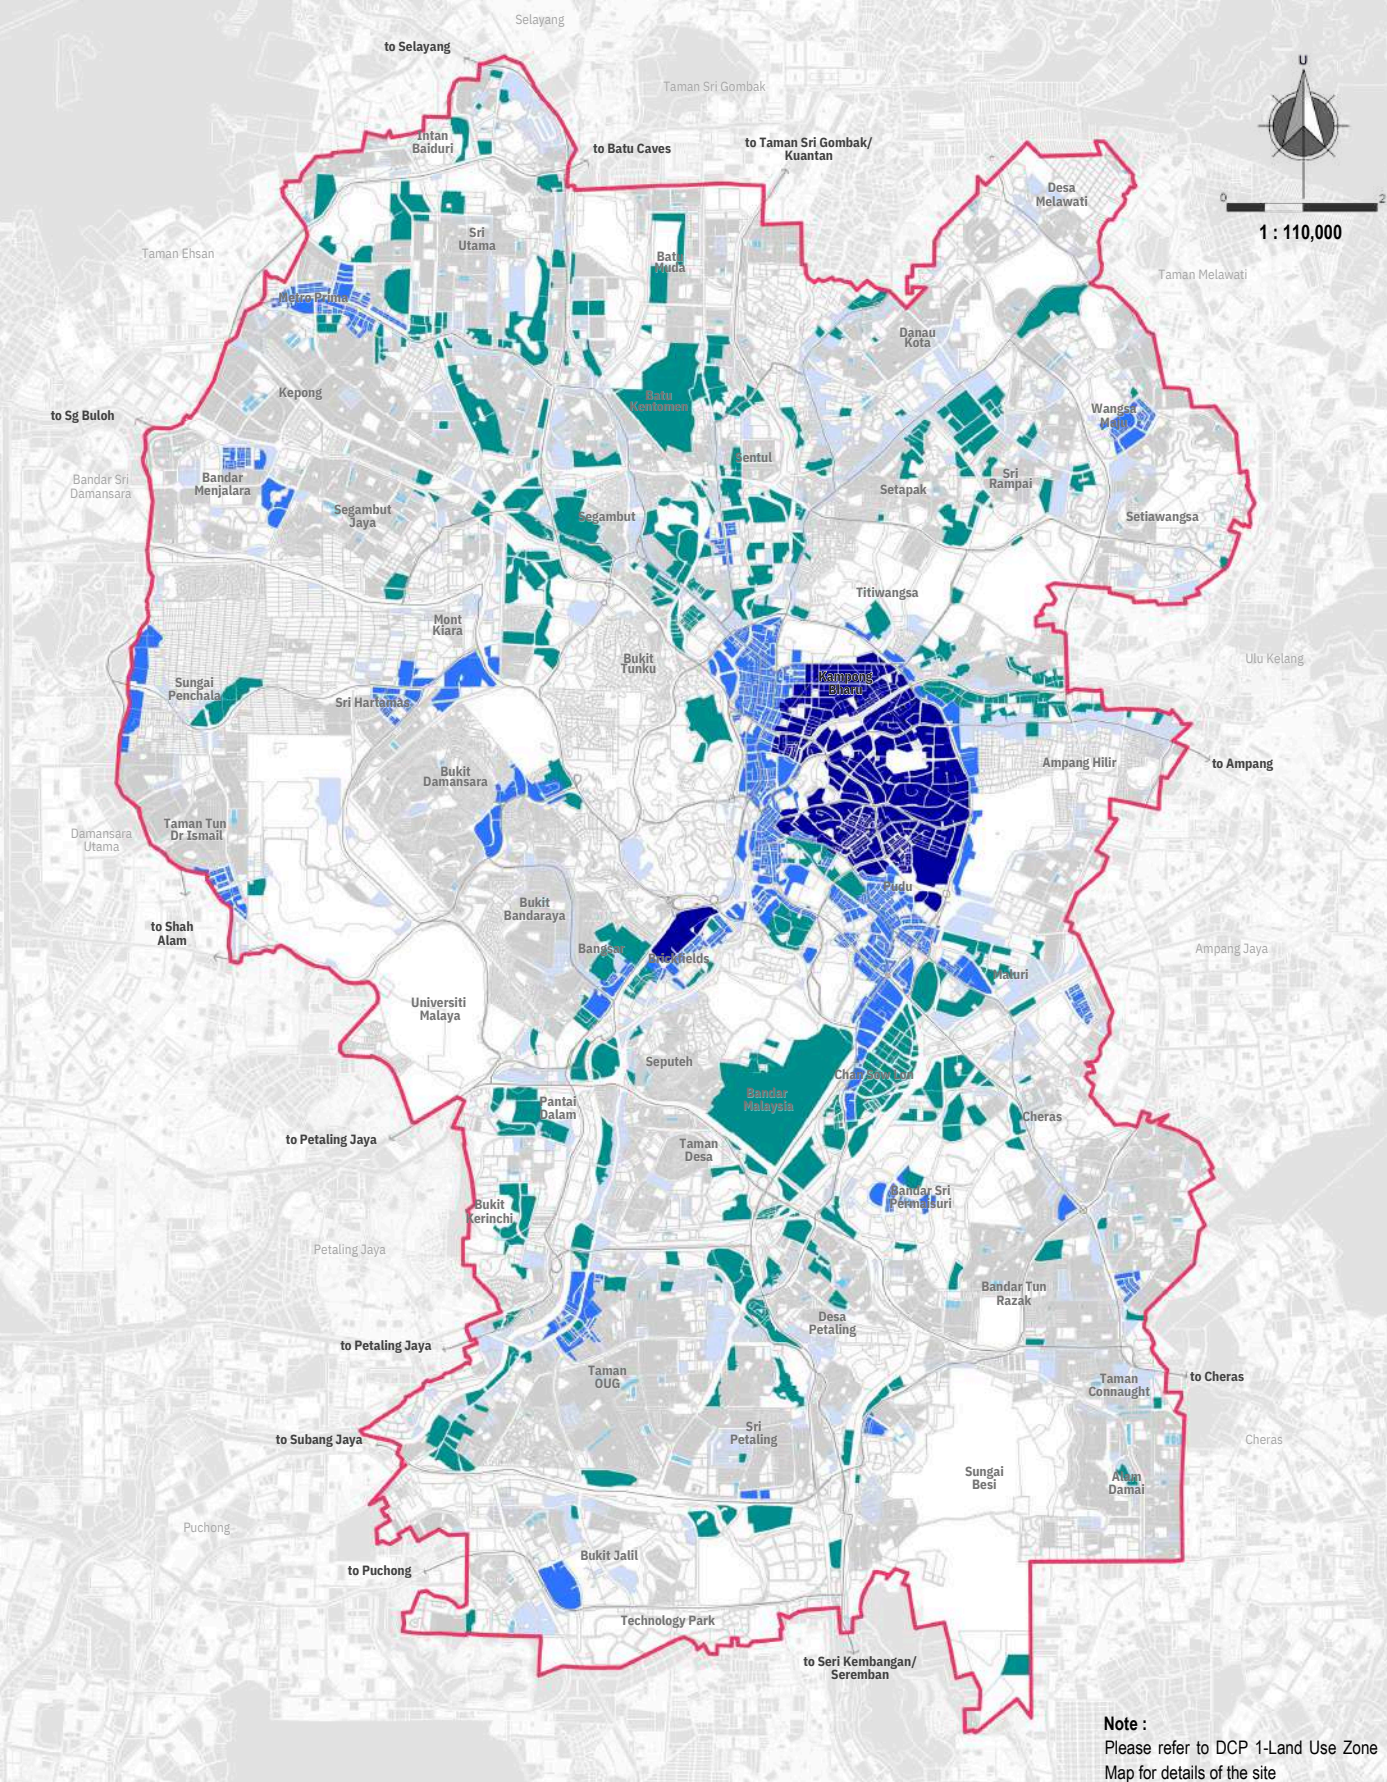 Selayang
to Selayang
U
Taman Sri Gombak
Intan
Baiduri
to Batu Caves
to Taman Sri Gombak/
Kuantan
Desa
Melawati
0
2
1 : 110,000
Sri
Utama
Taman Ehsan
Batu
Muda
Taman Melawati
Metro Prima
Danau
Kota
Kepong
Batu
Kentomen
to Sg Buloh
Wangsa
Maju
Sentul
Bandar Sri
Damansara
Bandar
Menjalara
Setapak
Sri
Rampai
Segambut
Jaya
Segambut
Setiawangsa
Titiwangsa
Mont
Kiara
Bukit
Tunku
Ulu Kelang
Sungai
Penchala
Kampong
Bharu
Sri Hartamas
Ampang Hilir
to Ampang
Bukit
Damansara
Taman Tun
Dr Ismail
Damansara
Utama
Pudu
Bukit
Bandaraya
to Shah
Alam
Bangsar
Brickfields
Ampang Jaya
Maluri
Universiti
Malaya
Seputeh
Chan Sow Lin
Bandar
Malaysia
Pantai
Dalam
Cheras
to Petaling Jaya
Taman
Desa
Bandar Sri
Permaisuri
Bukit
Kerinchi
Petaling Jaya
Bandar Tun
Razak
Desa
Petaling
to Petaling Jaya
Taman
OUG
to Cheras
Taman
Connaught
Sri
Petaling
to Subang Jaya
Cheras
Sungai
Besi
Alam
Damai
Puchong
Bukit Jalil
to Puchong
Technology Park
to Seri Kembangan/
Seremban
Note :
Please refer to DCP 1-Land Use Zone
Map for details of the site